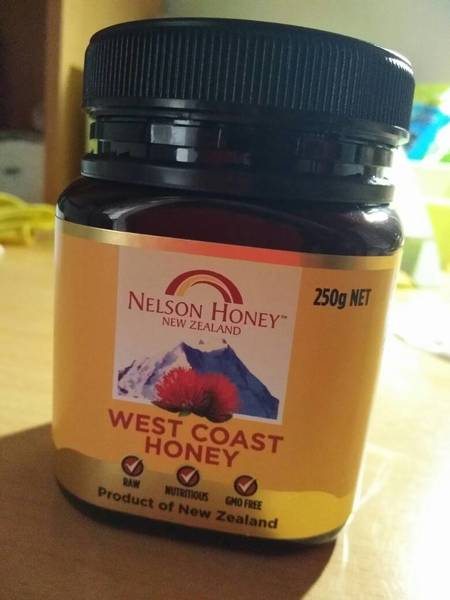 250g NET
NELSON HONEY™
NEW ZEALAND
WEST COAST
HONEY
RAW
NUTRITIOUS
GMO FREE
Product of New Zealand